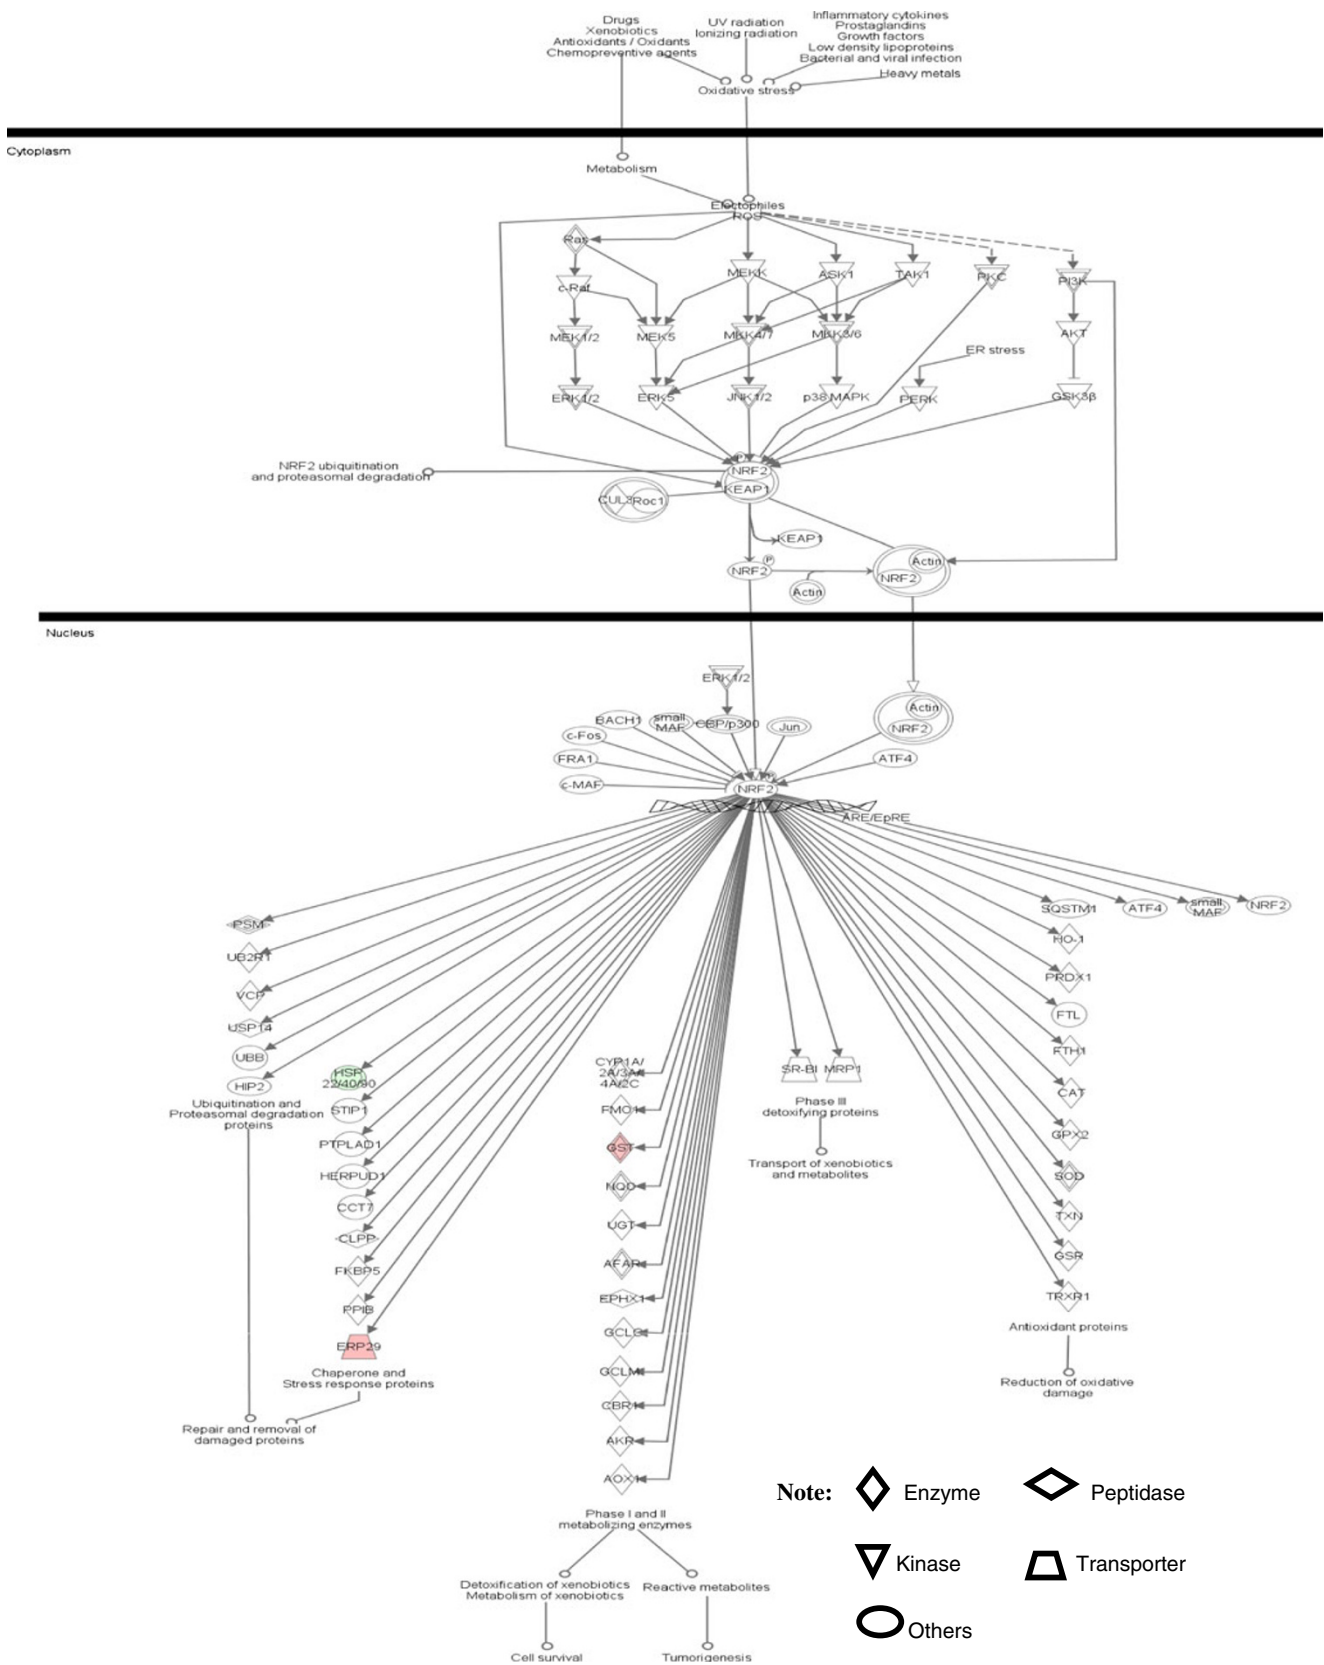 Drugs
Xenobiotics
Antioxidants / Oxidants
Chemopreventive agents
UV radiation
Ionizing radiation
Inflammatory cytokines
Prostaglandins
Growth factors
Low density lipoproteins
Bacterial and viral infection
Heavy metals
Oxidative stress
Cytoplasm
Metabolism
Electophiles
ROS
Ras
MEKK
ASK1
TAK1
PKC
PI3K
c-Raf
MEK1/2
MEK5
MKK4/7
MKK3/6
AKT
ER stress
ERK1/2
ERK5
JNK1/2
p38 MAPK
PERK
GSK3β
P
NRF2
KEAP1
NRF2 ubiquitination
and proteasomal degradation
CUL3
Roc1
KEAP1
NRF2
P
Actin
Actin
NRF2
Nucleus
ERK1/2
BACH1
small
MAF
CBP/p300
Jun
Actin
NRF2
c-Fos
FRA1
ATF4
c-MAF
NRF2
ARE/EpRE
PSM
UB2R1
VCP
USP14
UBB
HIP2
Ubiquitination and
Proteasomal degradation
proteins
HSP
22/40/90
STIP1
PTPLAD1
HERPUD1
CCT7
CLPP
FKBP5
PPIB
ERP29
Chaperone and
Stress response proteins
Repair and removal of
damaged proteins
CYP1A/
2A/3A/
4A/2C
FMO1
GST
NQO
UGT
AFAR
EPHX1
GCLC
GCLM
CBR1
AKR
AOX1
Phase I and II
metabolizing enzymes
Detoxification of xenobiotics
Metabolism of xenobiotics
Reactive metabolites
Cell survival
Tumorigenesis
SR-BI
MRP1
Phase III
detoxifying proteins
Transport of xenobiotics
and metabolites
SQSTM1
ATF4
small
MAF
NRF2
HO-1
PRDX1
FTL
FTH1
CAT
GPX2
SOD
TXN
GSR
TRXR1
Antioxidant proteins
Reduction of oxidative
damage
Note:
Enzyme
Peptidase
Kinase
Transporter
Others